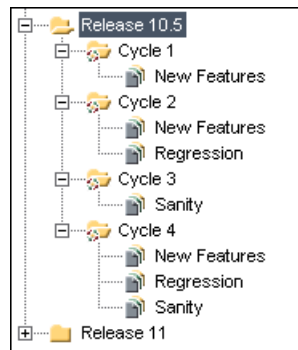 Release 10.5
Cycle 1
New Features
Cycle 2
New Features
Regression
Cycle 3
Sanity
Cycle 4
New Features
Regression
Sanity
Release 11